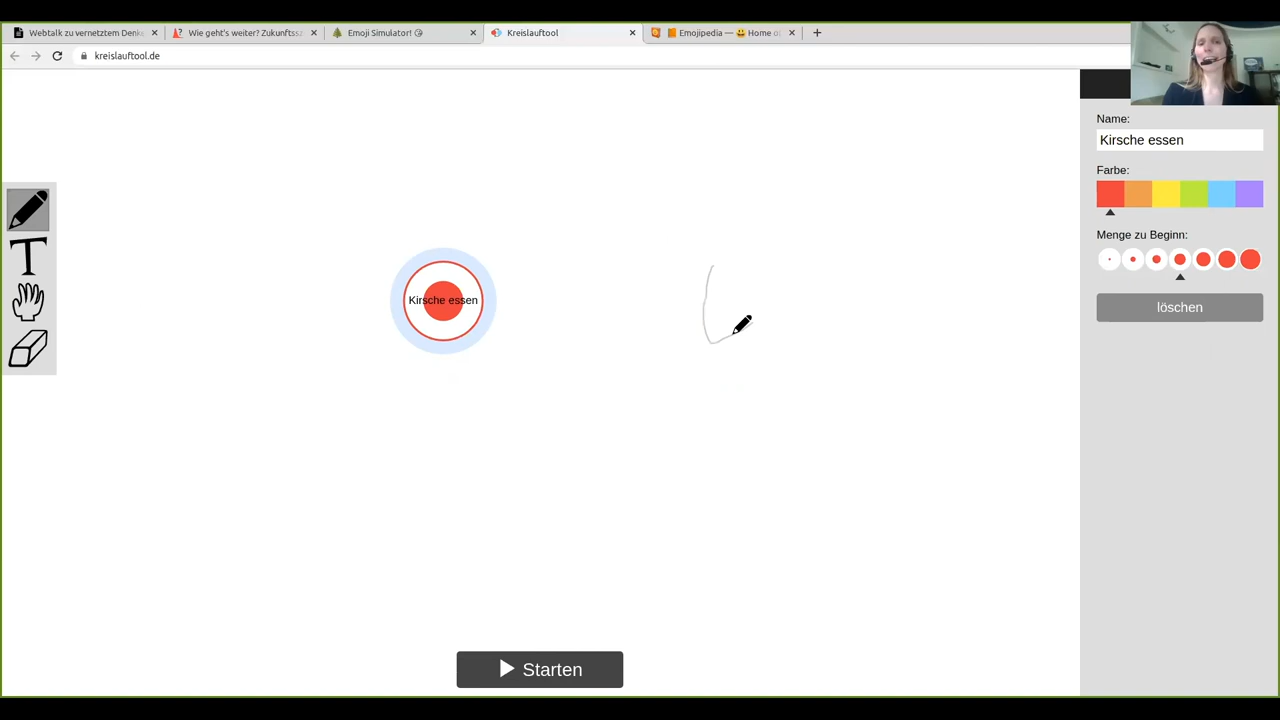 Webtalk zu vernetztem Denk
Wie geht's weiter? Zukunftssz
Emoji Simulator! 😘
Kreislauftool
Emojipedia — 😃 Home o
kreislauftool.de
Name:
Kirsche essen
Farbe:
Menge zu Beginn:
löschen
T
Kirsche essen
Starten